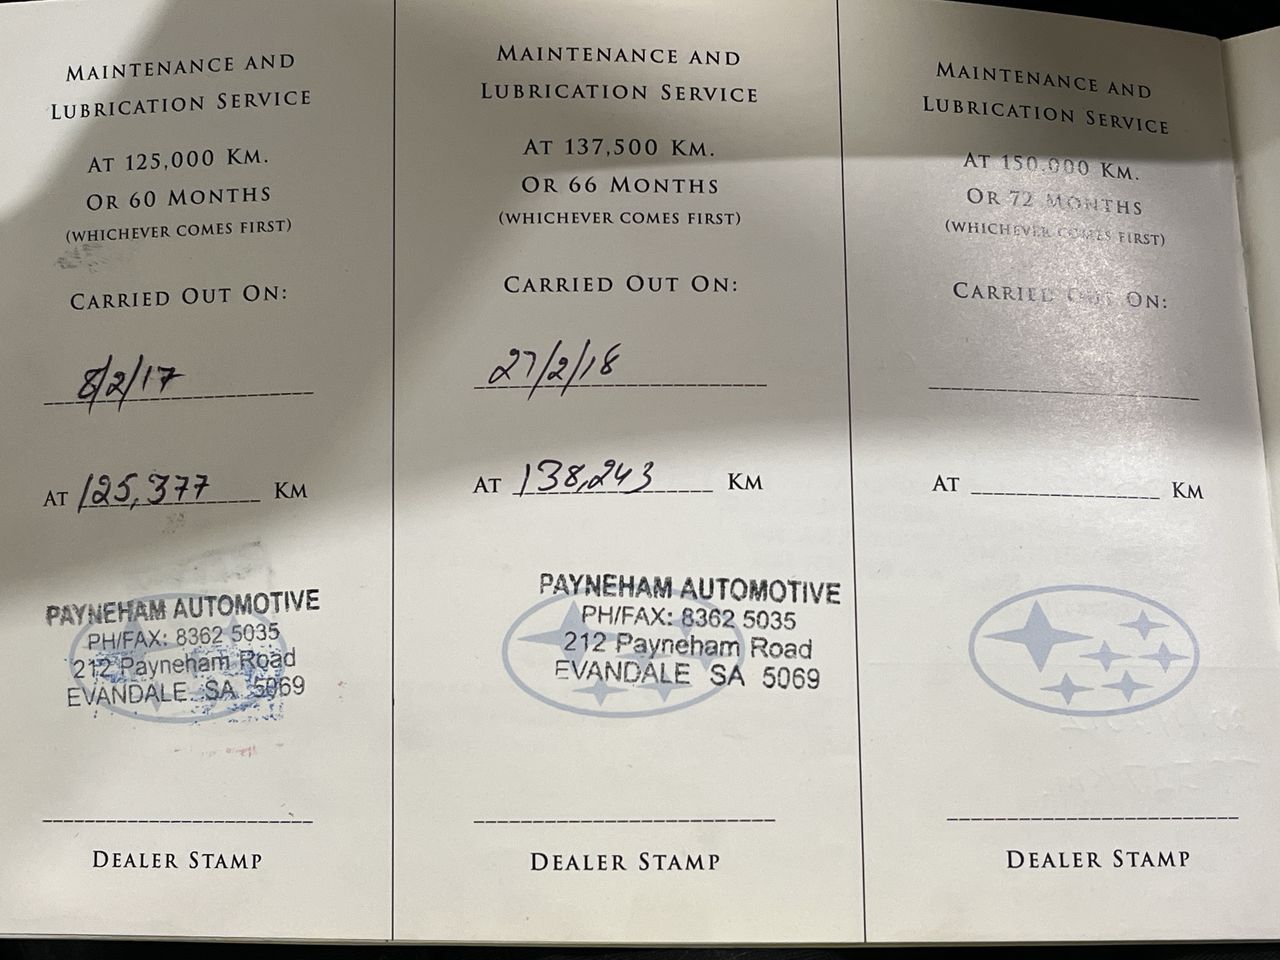 MAINTENANCE AND
LUBRICATION SERVICE
AT 125,000 KM.
OR 60 MONTHS
(WHICHEVER COMES FIRST)
CARRIED OUT ON:
8/2/17
AT 125,377 KM
PAYNEHAM AUTOMOTIVE
PH/FAX: 8362 5035
212 Payneham Road
EVANDALE SA 5069
DEALER STAMP
MAINTENANCE AND
LUBRICATION SERVICE
AT 137,500 KM.
OR 66 MONTHS
(WHICHEVER COMES FIRST)
CARRIED OUT ON:
27/2/18
AT 138,243 KM
PAYNEHAM AUTOMOTIVE
PH/FAX: 8362 5035
212 Payneham Road
EVANDALE SA 5069
DEALER STAMP
MAINTENANCE AND
LUBRICATION SERVICE
AT 150,000 KM.
OR 72 MONTHS
(WHICHEVER COMES FIRST)
CARRIED OUT ON:
AT KM
DEALER STAMP